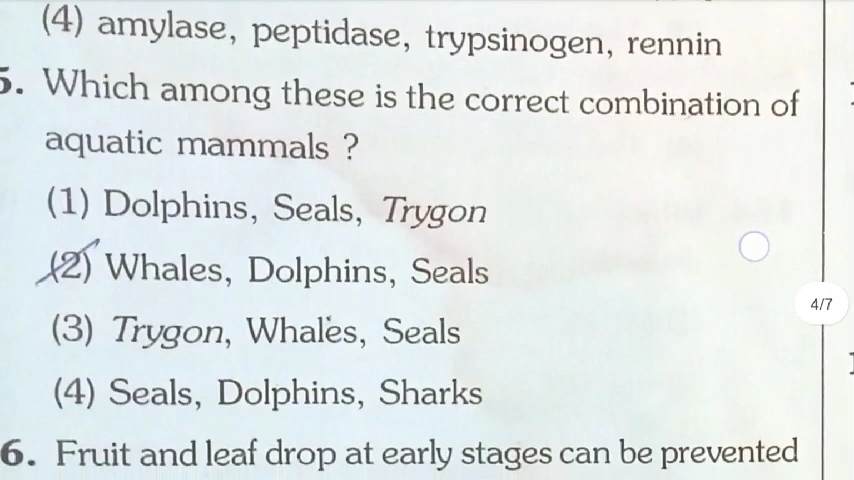 (4) amylase, peptidase, trypsinogen, rennin
5. Which among these is the correct combination of
aquatic mammals ?
(1) Dolphins, Seals, Trygon
(2) Whales, Dolphins, Seals
(3) Trygon, Whales, Seals
4/7
(4) Seals, Dolphins, Sharks
6. Fruit and leaf drop at early stages can be prevented